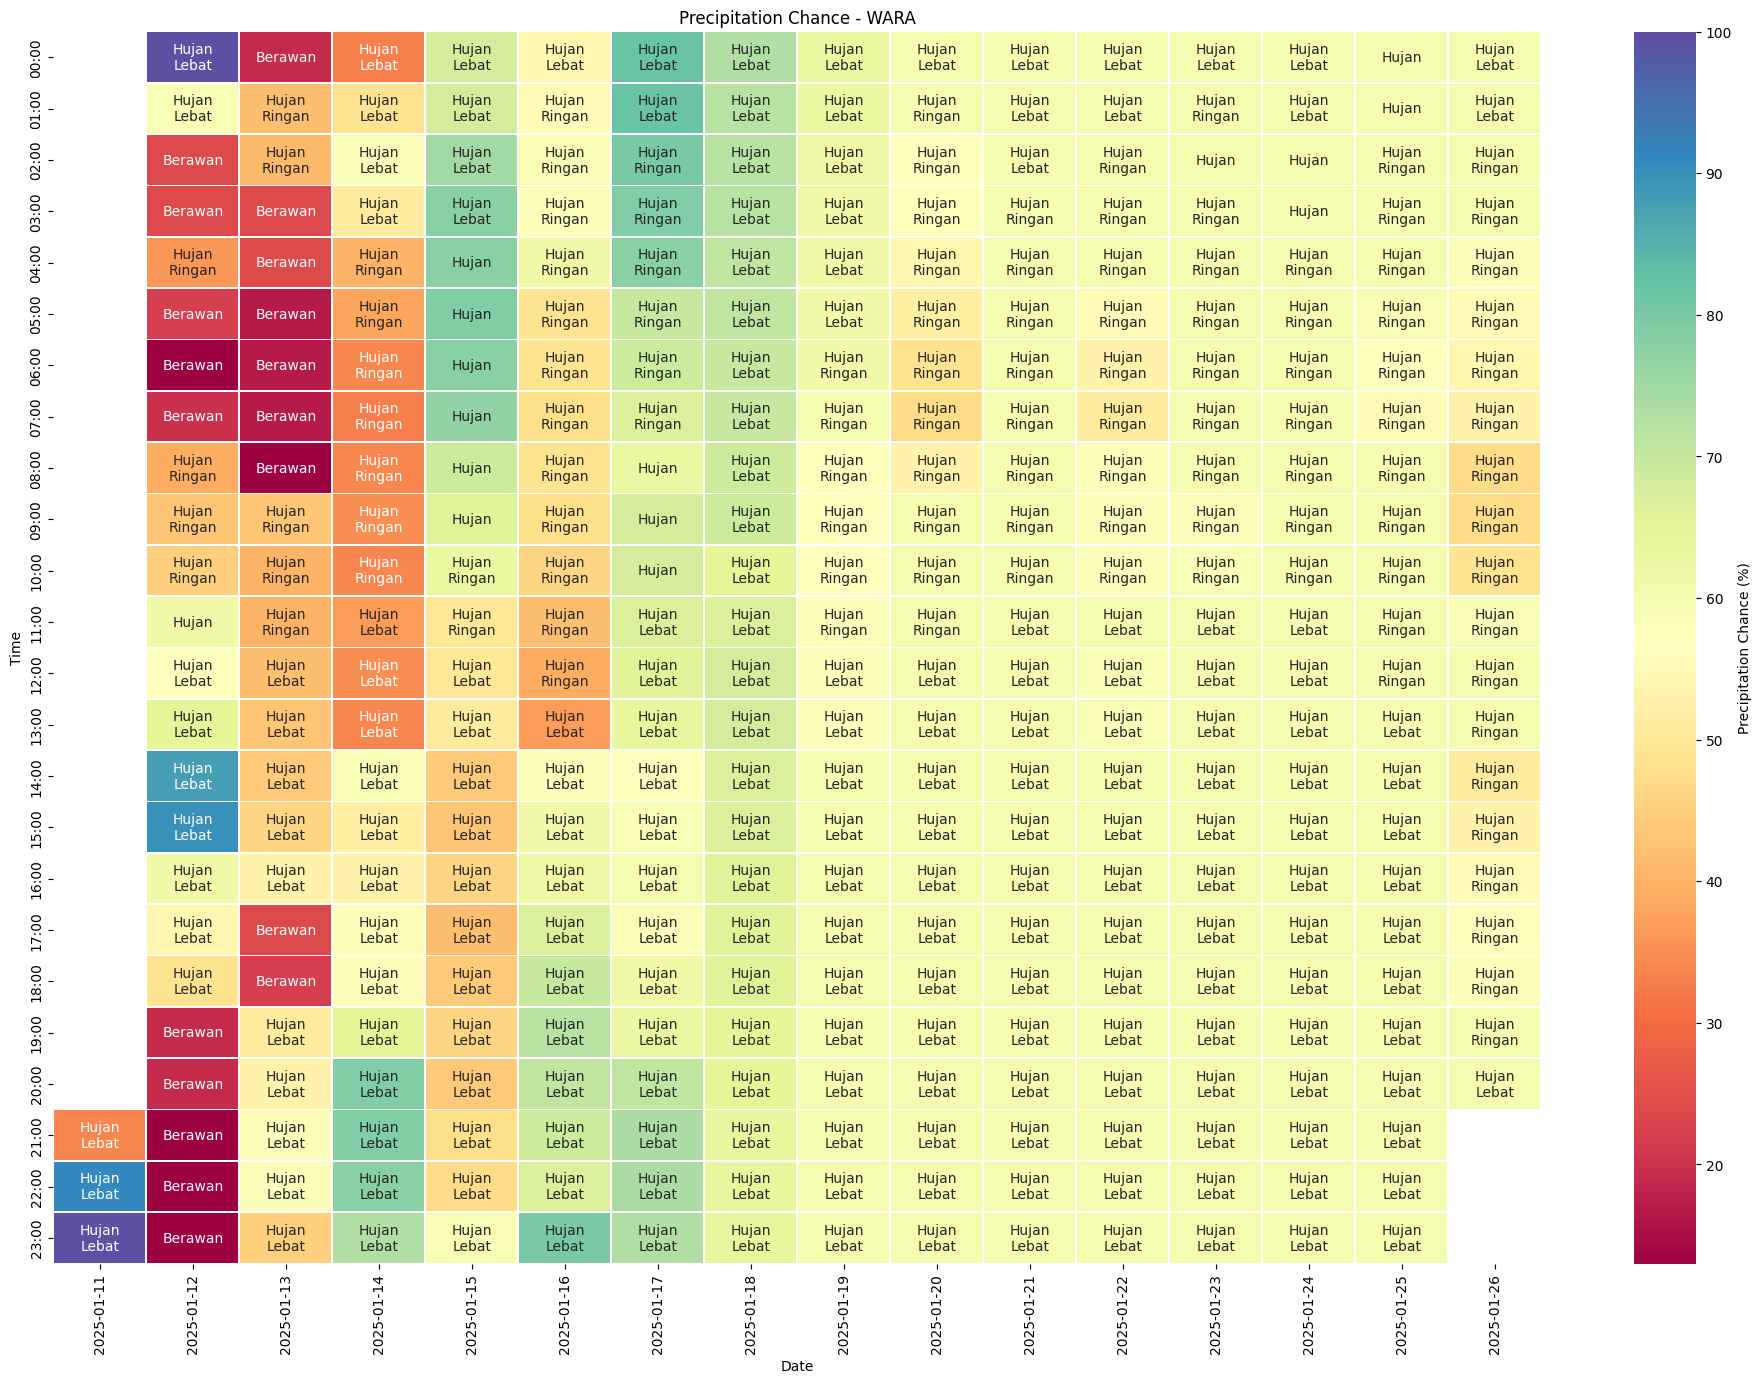 Precipitation Chance - WARA
00:00 Hujan Lebat Berawan Hujan Lebat Hujan Lebat Hujan Lebat Hujan Lebat Hujan Lebat Hujan Lebat Hujan Lebat Hujan Lebat Hujan Lebat Hujan Lebat Hujan Lebat Hujan Hujan Lebat
01:00 Hujan Lebat Hujan Ringan Hujan Lebat Hujan Lebat Hujan Ringan Hujan Lebat Hujan Lebat Hujan Lebat Hujan Ringan Hujan Lebat Hujan Lebat Hujan Ringan Hujan Lebat Hujan Hujan Lebat
02:00 Berawan Hujan Ringan Hujan Lebat Hujan Lebat Hujan Ringan Hujan Ringan Hujan Lebat Hujan Lebat Hujan Ringan Hujan Lebat Hujan Ringan Hujan Hujan Hujan Ringan Hujan Ringan
03:00 Berawan Berawan Hujan Lebat Hujan Lebat Hujan Ringan Hujan Ringan Hujan Lebat Hujan Lebat Hujan Ringan Hujan Ringan Hujan Ringan Hujan Ringan Hujan Hujan Ringan Hujan Ringan
04:00 Hujan Ringan Berawan Hujan Ringan Hujan Hujan Ringan Hujan Ringan Hujan Lebat Hujan Lebat Hujan Ringan Hujan Ringan Hujan Ringan Hujan Ringan Hujan Ringan Hujan Ringan Hujan Ringan
05:00 Berawan Berawan Hujan Ringan Hujan Hujan Ringan Hujan Ringan Hujan Lebat Hujan Lebat Hujan Ringan Hujan Ringan Hujan Ringan Hujan Ringan Hujan Ringan Hujan Ringan Hujan Ringan
06:00 Berawan Berawan Hujan Ringan Hujan Hujan Ringan Hujan Ringan Hujan Lebat Hujan Ringan Hujan Ringan Hujan Ringan Hujan Ringan Hujan Ringan Hujan Ringan Hujan Ringan Hujan Ringan
07:00 Berawan Berawan Hujan Ringan Hujan Hujan Ringan Hujan Ringan Hujan Lebat Hujan Ringan Hujan Ringan Hujan Ringan Hujan Ringan Hujan Ringan Hujan Ringan Hujan Ringan Hujan Ringan
08:00 Hujan Ringan Berawan Hujan Ringan Hujan Hujan Ringan Hujan Hujan Lebat Hujan Ringan Hujan Ringan Hujan Ringan Hujan Ringan Hujan Ringan Hujan Ringan Hujan Ringan Hujan Ringan
09:00 Hujan Ringan Hujan Ringan Hujan Ringan Hujan Hujan Ringan Hujan Hujan Lebat Hujan Ringan Hujan Ringan Hujan Ringan Hujan Ringan Hujan Ringan Hujan Ringan Hujan Ringan Hujan Ringan
10:00 Hujan Ringan Hujan Ringan Hujan Ringan Hujan Ringan Hujan Ringan Hujan Hujan Lebat Hujan Ringan Hujan Ringan Hujan Ringan Hujan Ringan Hujan Ringan Hujan Ringan Hujan Ringan Hujan Ringan
11:00 Hujan Hujan Ringan Hujan Lebat Hujan Ringan Hujan Ringan Hujan Lebat Hujan Lebat Hujan Ringan Hujan Ringan Hujan Lebat Hujan Lebat Hujan Lebat Hujan Lebat Hujan Ringan Hujan Ringan
12:00 Hujan Lebat Hujan Lebat Hujan Lebat Hujan Lebat Hujan Ringan Hujan Lebat Hujan Lebat Hujan Lebat Hujan Lebat Hujan Lebat Hujan Lebat Hujan Lebat Hujan Lebat Hujan Ringan Hujan Ringan
13:00 Hujan Lebat Hujan Lebat Hujan Lebat Hujan Lebat Hujan Lebat Hujan Lebat Hujan Lebat Hujan Lebat Hujan Lebat Hujan Lebat Hujan Lebat Hujan Lebat Hujan Lebat Hujan Lebat Hujan Ringan
14:00 Hujan Lebat Hujan Lebat Hujan Lebat Hujan Lebat Hujan Lebat Hujan Lebat Hujan Lebat Hujan Lebat Hujan Lebat Hujan Lebat Hujan Lebat Hujan Lebat Hujan Lebat Hujan Lebat Hujan Ringan
15:00 Hujan Lebat Hujan Lebat Hujan Lebat Hujan Lebat Hujan Lebat Hujan Lebat Hujan Lebat Hujan Lebat Hujan Lebat Hujan Lebat Hujan Lebat Hujan Lebat Hujan Lebat Hujan Lebat Hujan Ringan
16:00 Hujan Lebat Hujan Lebat Hujan Lebat Hujan Lebat Hujan Lebat Hujan Lebat Hujan Lebat Hujan Lebat Hujan Lebat Hujan Lebat Hujan Lebat Hujan Lebat Hujan Lebat Hujan Lebat Hujan Ringan
17:00 Hujan Lebat Berawan Hujan Lebat Hujan Lebat Hujan Lebat Hujan Lebat Hujan Lebat Hujan Lebat Hujan Lebat Hujan Lebat Hujan Lebat Hujan Lebat Hujan Lebat Hujan Lebat Hujan Ringan
18:00 Hujan Lebat Berawan Hujan Lebat Hujan Lebat Hujan Lebat Hujan Lebat Hujan Lebat Hujan Lebat Hujan Lebat Hujan Lebat Hujan Lebat Hujan Lebat Hujan Lebat Hujan Lebat Hujan Ringan
19:00 Berawan Hujan Lebat Hujan Lebat Hujan Lebat Hujan Lebat Hujan Lebat Hujan Lebat Hujan Lebat Hujan Lebat Hujan Lebat Hujan Lebat Hujan Lebat Hujan Lebat Hujan Lebat Hujan Ringan
20:00 Berawan Hujan Lebat Hujan Lebat Hujan Lebat Hujan Lebat Hujan Lebat Hujan Lebat Hujan Lebat Hujan Lebat Hujan Lebat Hujan Lebat Hujan Lebat Hujan Lebat Hujan Lebat Hujan Lebat
21:00 Hujan Lebat Berawan Hujan Lebat Hujan Lebat Hujan Lebat Hujan Lebat Hujan Lebat Hujan Lebat Hujan Lebat Hujan Lebat Hujan Lebat Hujan Lebat Hujan Lebat Hujan Lebat Hujan Lebat
22:00 Hujan Lebat Berawan Hujan Lebat Hujan Lebat Hujan Lebat Hujan Lebat Hujan Lebat Hujan Lebat Hujan Lebat Hujan Lebat Hujan Lebat Hujan Lebat Hujan Lebat Hujan Lebat Hujan Lebat
23:00 Hujan Lebat Berawan Hujan Lebat Hujan Lebat Hujan Lebat Hujan Lebat Hujan Lebat Hujan Lebat Hujan Lebat Hujan Lebat Hujan Lebat Hujan Lebat Hujan Lebat Hujan Lebat Hujan Lebat
Time
2025-01-11
2025-01-12
2025-01-13
2025-01-14
2025-01-15
2025-01-16
2025-01-17
2025-01-18
2025-01-19
2025-01-20
2025-01-21
2025-01-22
2025-01-23
2025-01-24
2025-01-25
2025-01-26
Date
100
90
80
70
60
50
40
30
20
Precipitation Chance (%)